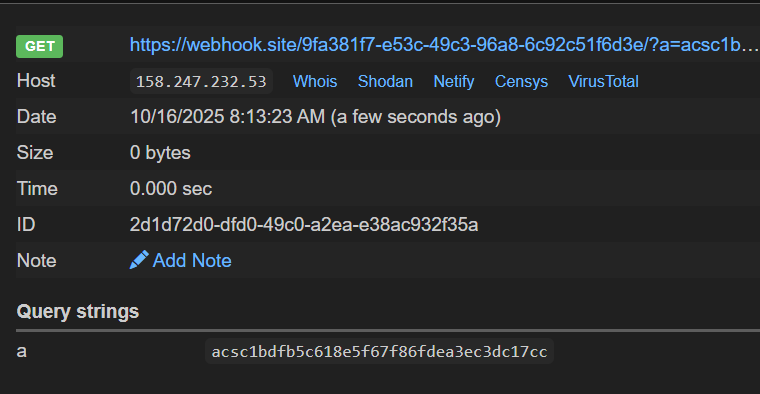 GET https://webhook.site/9fa381f7-e53c-49c3-96a8-6c92c51f6d3e/?a=acsc1b...
Host 158.247.232.53 Whois Shodan Netify Censys VirusTotal
Date 10/16/2025 8:13:23 AM (a few seconds ago)
Size 0 bytes
Time 0.000 sec
ID 2d1d72d0-dfd0-49c0-a2ea-e38ac932f35a
Note Add Note
Query strings
a acsc1bdfb5c618e5f67f86fdea3ec3dc17cc